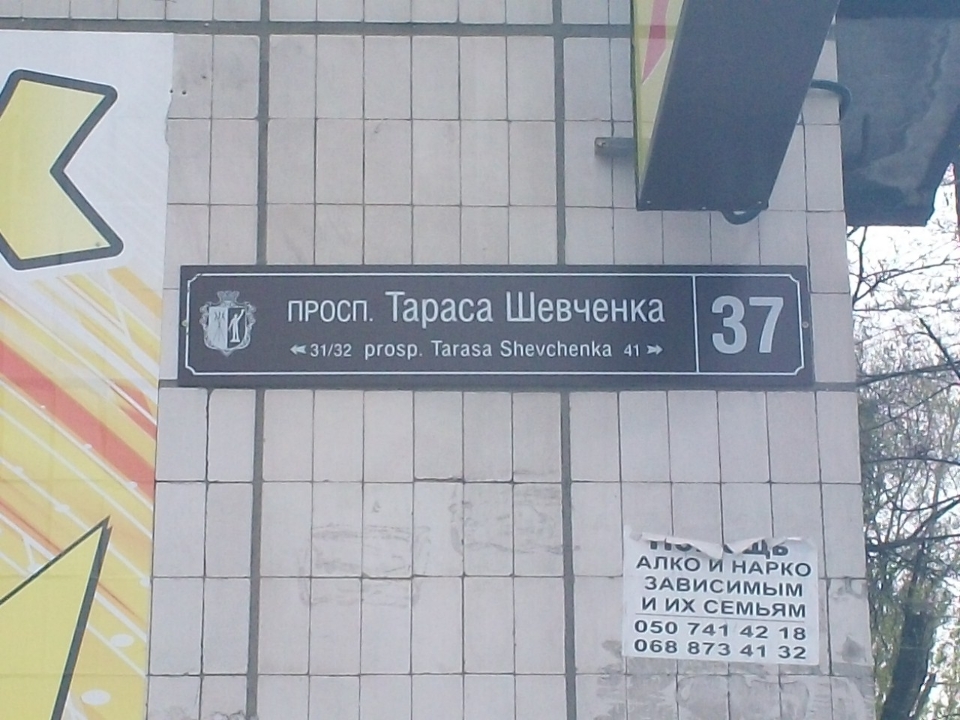 просп. Тараса Шевченка
31/32 prosp. Tarasa Shevchenka 41
37
ПОМОЩЬ
АЛКО И НАРКО
ЗАВИСИМЫМ
И ИХ СЕМЬЯМ
050 741 42 18
068 873 41 32